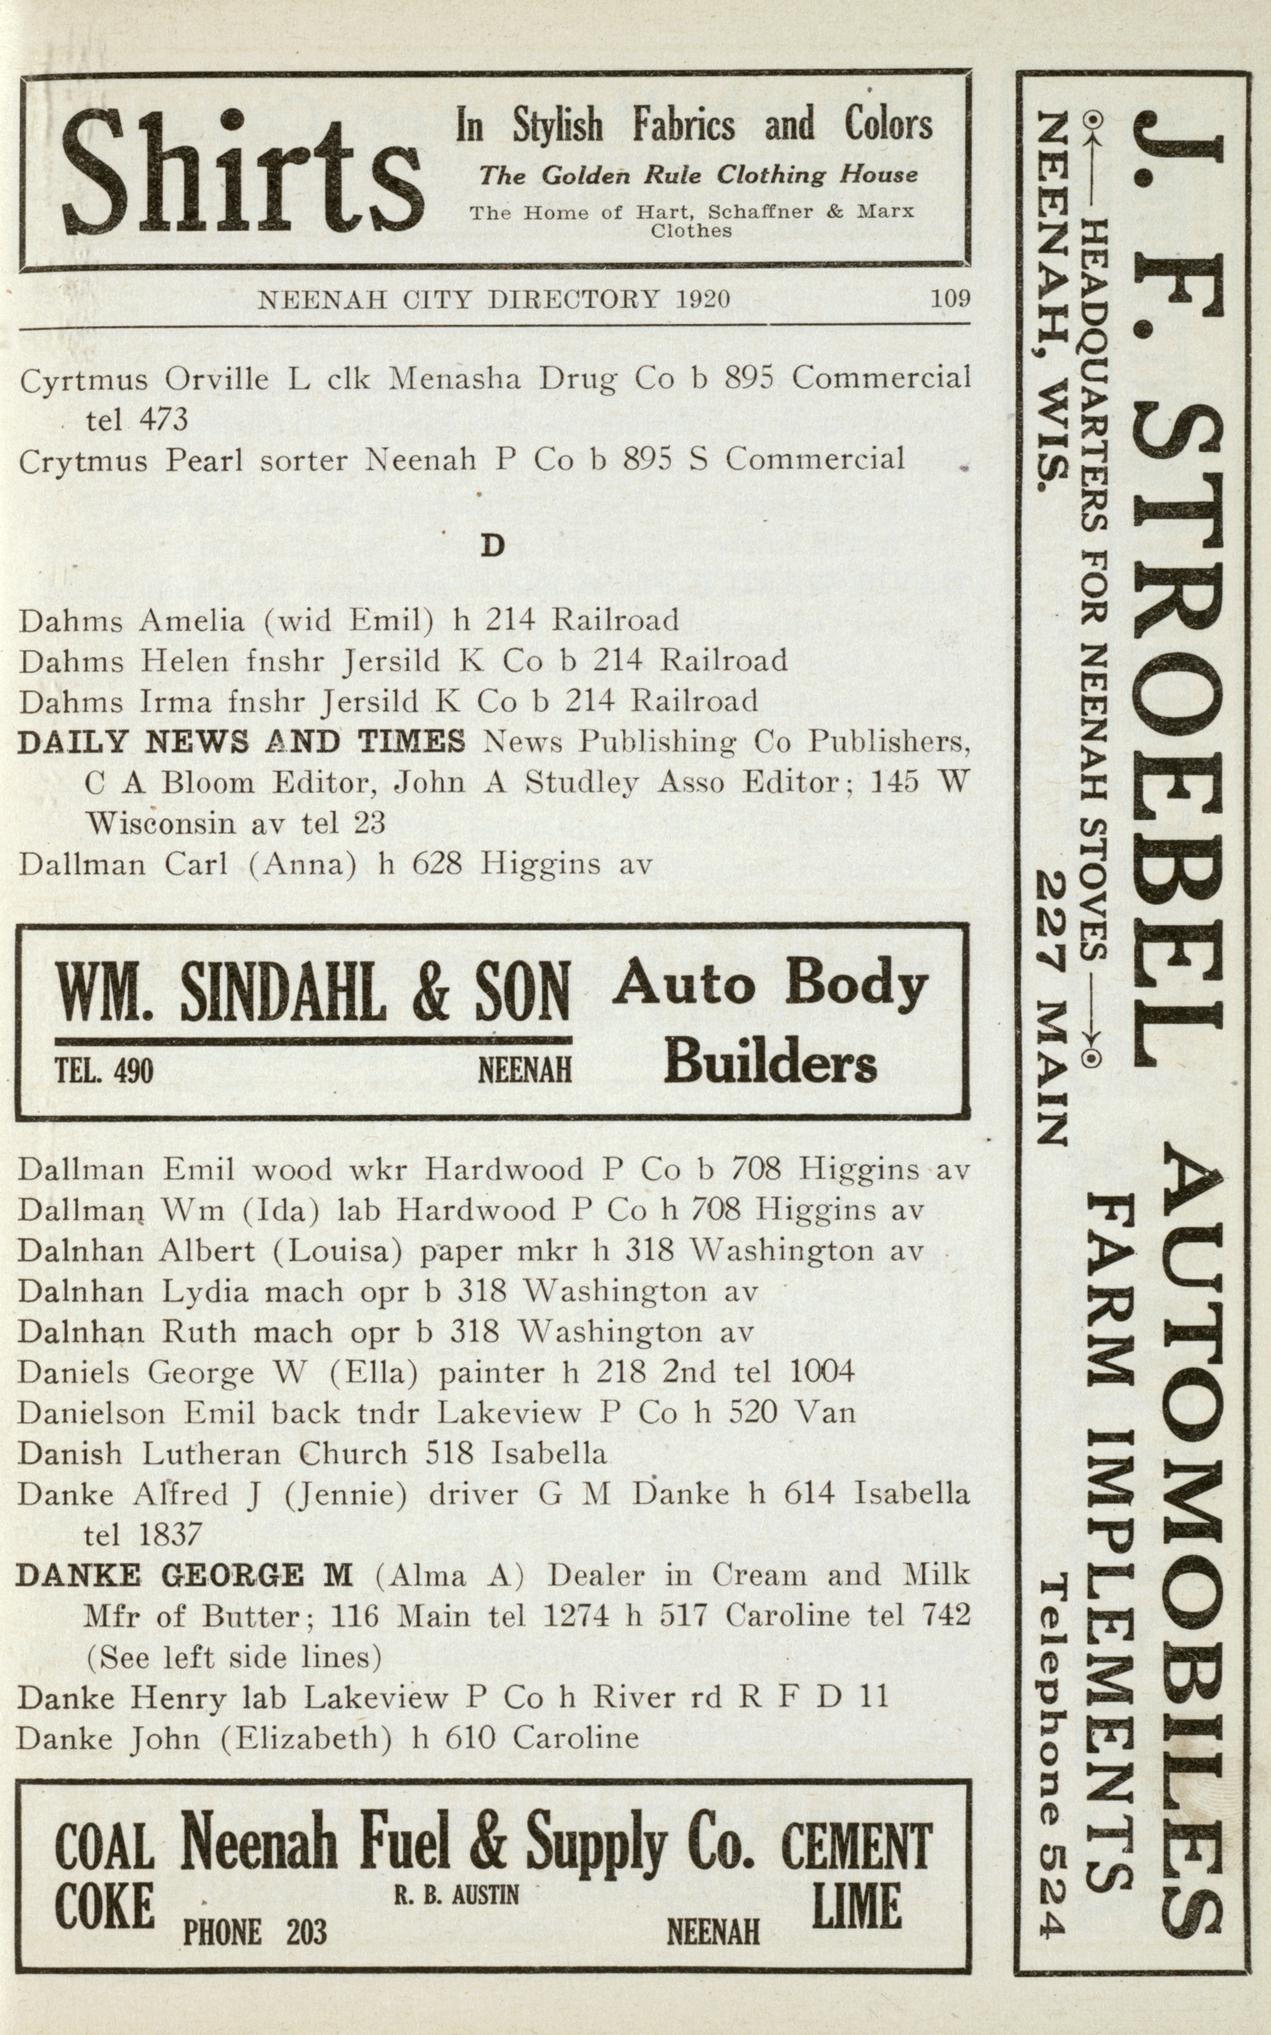 Shirts
In Stylish Fabrics and Colors
The Golden Rule Clothing House
The Home of Hart, Schaffner & Marx
Clothes
NEENAH CITY DIRECTORY 1920 109
Cyrtmus Orville L clk Menasha Drug Co b 895 Commercial
tel 473
Crytmus Pearl sorter Neenah P Co b 895 S Commercial
D
Dahms Amelia (wid Emil) h 214 Railroad
Dahms Helen fnshr Jersild K Co b 214 Railroad
Dahms Irma fnshr Jersild K Co b 214 Railroad
DAILY NEWS AND TIMES News Publishing Co Publishers,
C A Bloom Editor, John A Studley Asso Editor; 145 W
Wisconsin av tel 23
Dallman Carl (Anna) h 628 Higgins av
WM. SINDAHL & SON
TEL. 490 NEENAH
Auto Body
Builders
Dallman Emil wood wkr Hardwood P Co b 708 Higgins av
Dallman Wm (Ida) lab Hardwood P Co h 708 Higgins av
Dalnhan Albert (Louisa) paper mkr h 318 Washington av
Dalnhan Lydia mach opr b 318 Washington av
Dalnhan Ruth mach opr b 318 Washington av
Daniels George W (Ella) painter h 218 2nd tel 1004
Danielson Emil back tndr Lakeview P Co h 520 Van
Danish Lutheran Church 518 Isabella
Danke Alfred J (Jennie) driver G M Danke h 614 Isabella
tel 1837
DANKE GEORGE M (Alma A) Dealer in Cream and Milk
Mfr of Butter; 116 Main tel 1274 h 517 Caroline tel 742
(See left side lines)
Danke Henry lab Lakeview P Co h River rd R F D 11
Danke John (Elizabeth) h 610 Caroline
COAL
COKE
Neenah Fuel & Supply Co.
R. B. AUSTIN
PHONE 203 NEENAH
CEMENT
LIME
J. F. STROEBEL
HEADQUARTERS FOR NEENAH STOVES
NEENAH, WIS. 227 MAIN
AUTOMOBILES
FARM IMPLEMENTS
Telephone 524